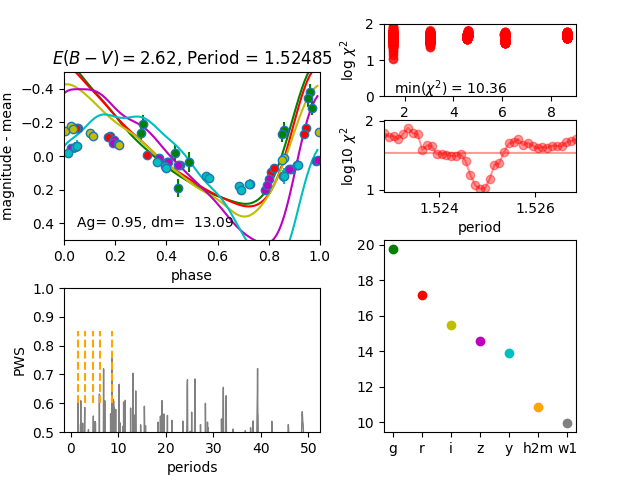 E(B − V) = 2.62, Period = 1.52485
magnitude - mean
−0.4
−0.2
0.0
0.2
0.4
Ag= 0.95, dm= 13.09
0.0 0.2 0.4 0.6 0.8 1.0
phase
log χ²
2
1
0
min(χ²) = 10.36
2 4 6 8
log10 χ²
2
1
1.524 1.526
period
PWS
1.0
0.9
0.8
0.7
0.6
0.5
0 10 20 30 40 50
periods
20
18
16
14
12
10
g r i z y h2m w1